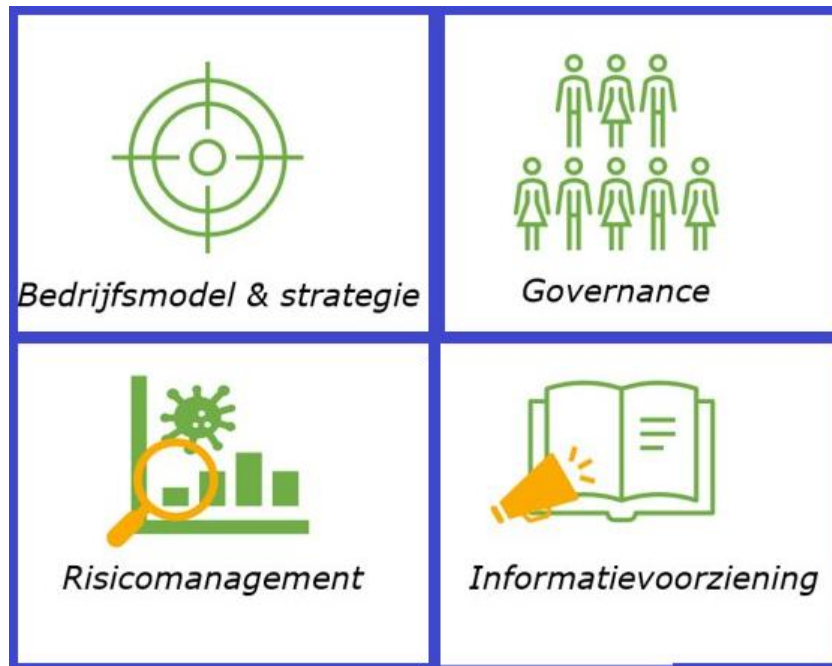 Bedrijfsmodel & strategie
Governance
Risicomanagement
Informatievoorziening